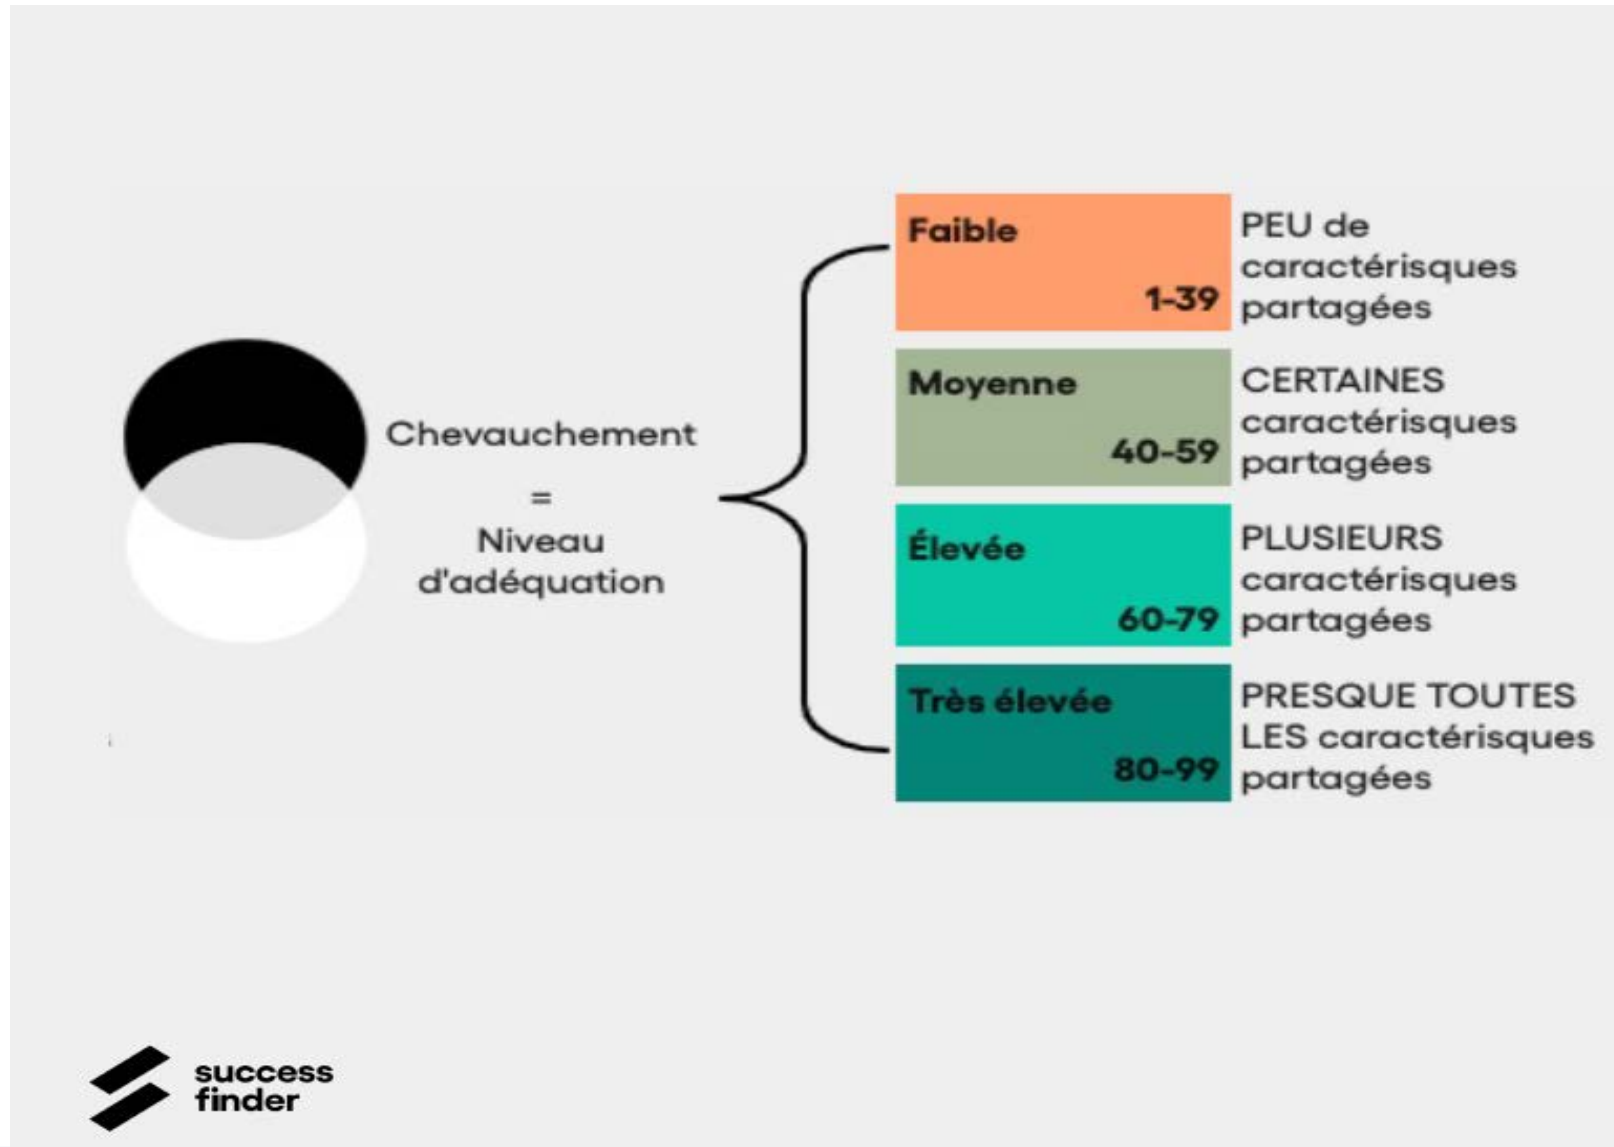 Chevauchement
=
Niveau
d'adéquation
Faible
1-39
PEU de
caractérisques
partagées
Moyenne
40-59
CERTAINES
caractérisques
partagées
Élevée
60-79
PLUSIEURS
caractérisques
partagées
Très élevée
80-99
PRESQUE TOUTES
LES caractérisques
partagées
success
finder